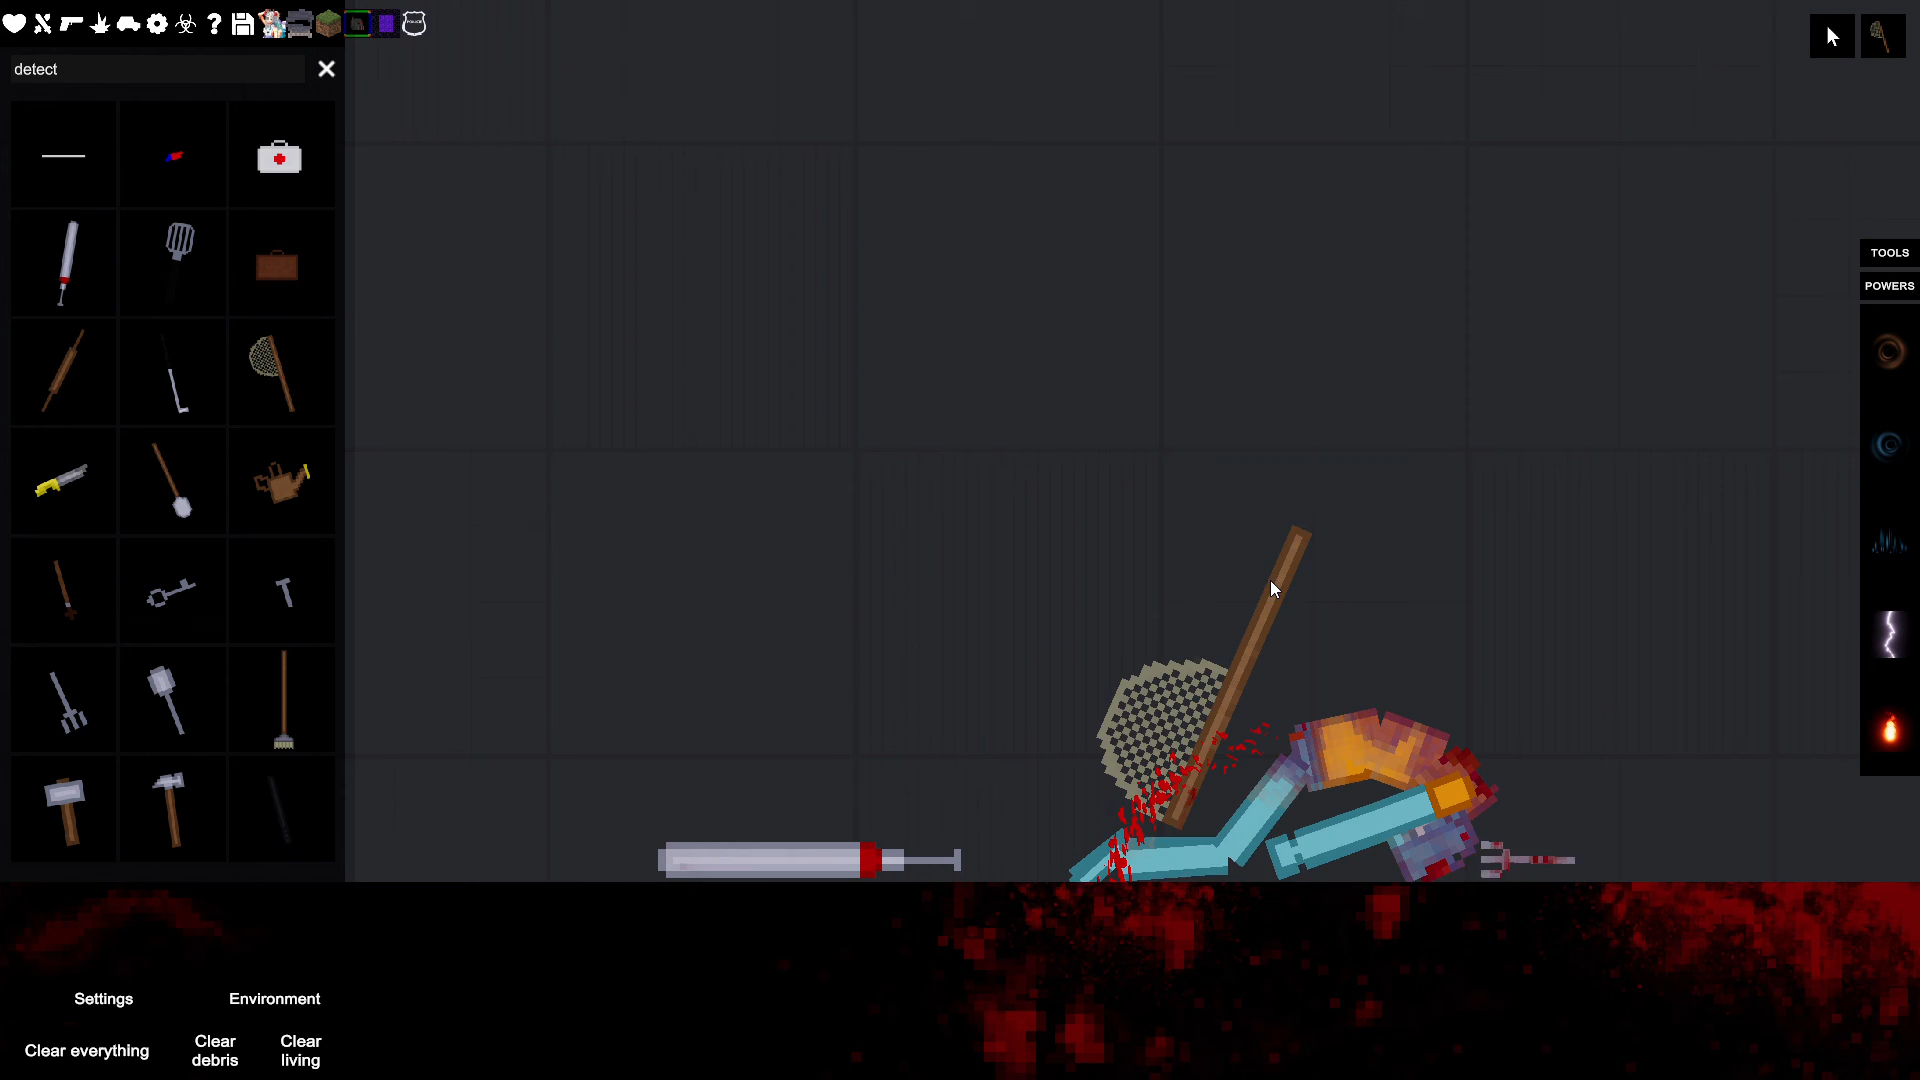 detect
TOOLS
POWERS
Settings
Environment
Clear everything
Clear
debris
Clear
living